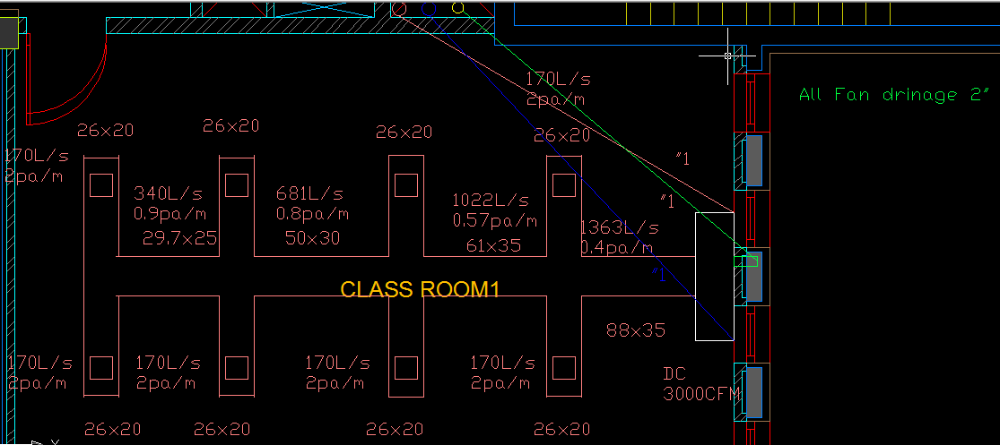 170L/s
2pa/m
All Fan drinage 2"
26x20
26x20
26x20
26x20
170L/s
2pa/m
"1
340L/s
0.9pa/m
29.7x25
681L/s
0.8pa/m
50x30
1022L/s
0.57pa/m
61x35
"1
1363L/s
0.4pa/m
"1
CLASS ROOM1
88x35
170L/s
2pa/m
170L/s
2pa/m
170L/s
2pa/m
170L/s
2pa/m
DC
3000CFM
26x20
26x20
26x20
26x20
X